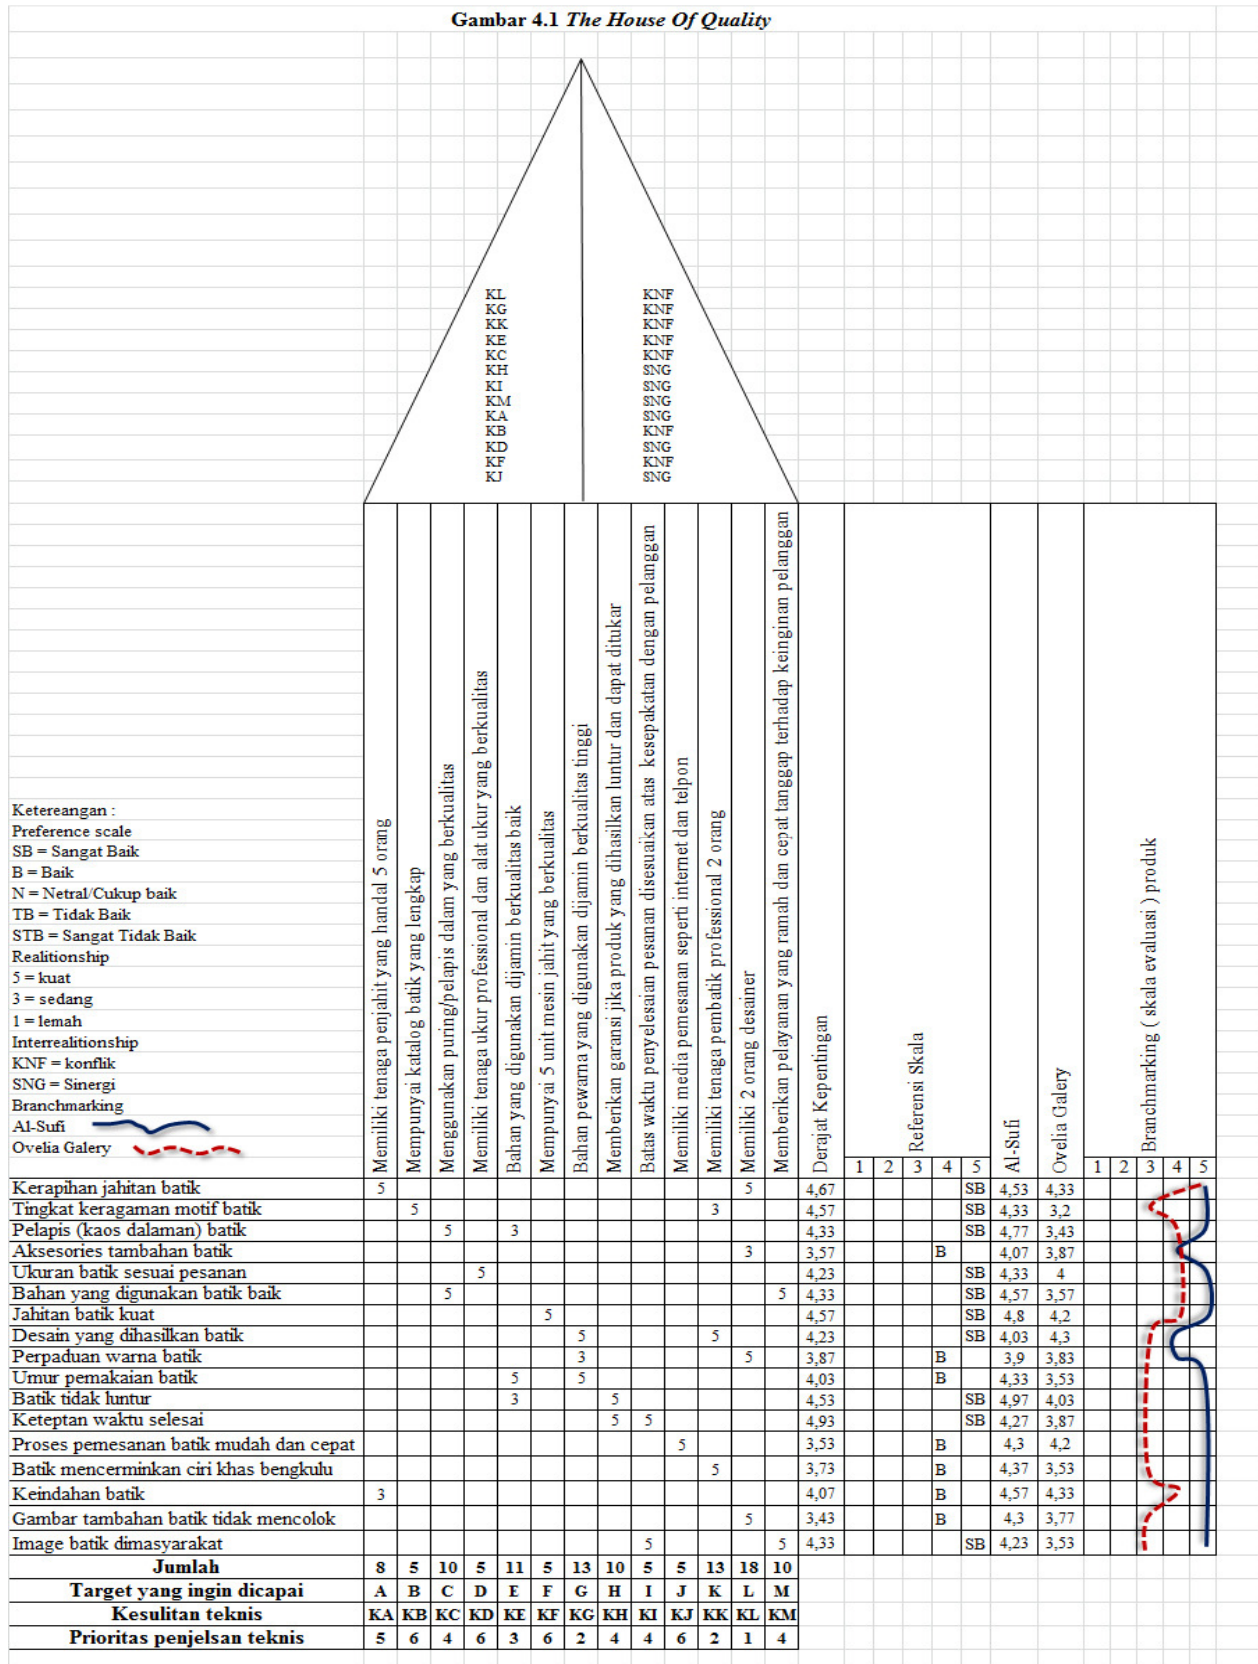 Gambar 4.1 The House Of Quality
KL KNF
KG KNF
KK KNF
KE KNF
KC KNF
KH SNG
KI SNG
KM SNG
KA SNG
KB KNF
KD SNG
KF KNF
KJ SNG
Ketereangan :
Preference scale
SB = Sangat Baik
B = Baik
N = Netral/Cukup baik
TB = Tidak Baik
STB = Sangat Tidak Baik
Realitionship
5 = kuat
3 = sedang
1 = lemah
Interrealitionship
KNF = konflik
SNG = Sinergi
Branchmarking
Al-Sufi
Ovelia Galery
Memiliki tenaga penjahit yang handal 5 orang
Mempunyai katalog batik yang lengkap
Menggunakan puring/pelapis dalam yang berkualitas
Memiliki tenaga ukur professional dan alat ukur yang berkualitas
Bahan yang digunakan dijamin berkualitas baik
Mempunyai 5 unit mesin jahit yang berkualitas
Bahan pewarna yang digunakan dijamin berkualitas tinggi
Memberikan garansi jika produk yang dihasilkan luntur dan dapat ditukar
Batas waktu penyelesaian pesanan disesuaikan atas kesepakatan dengan pelanggan
Memiliki media pemesanan seperti internet dan telpon
Memiliki tenaga pembatik professional 2 orang
Memiliki 2 orang desainer
Memberikan pelayanan yang ramah dan cepat tanggap terhadap keinginan pelanggan
Derajat Kepentingan
Referensi Skala
Al-Sufi
Ovelia Galery
Branchmarking ( skala evaluasi ) produk
1 2 3 4 5 1 2 3 4 5
Kerapihan jahitan batik 5 5 4,67 SB 4,53 4,33
Tingkat keragaman motif batik 5 3 4,57 SB 4,33 3,2
Pelapis (kaos dalaman) batik 5 3 4,33 SB 4,77 3,43
Aksesories tambahan batik 3 3,57 B 4,07 3,87
Ukuran batik sesuai pesanan 5 4,23 SB 4,33 4
Bahan yang digunakan batik baik 5 5 4,33 SB 4,57 3,57
Jahitan batik kuat 5 4,57 SB 4,8 4,2
Desain yang dihasilkan batik 5 5 4,23 SB 4,03 4,3
Perpaduan warna batik 3 5 3,87 B 3,9 3,83
Umur pemakaian batik 5 5 4,03 B 4,33 3,53
Batik tidak luntur 3 5 4,53 SB 4,97 4,03
Keteptan waktu selesai 5 5 4,93 SB 4,27 3,87
Proses pemesanan batik mudah dan cepat 5 3,53 B 4,3 4,2
Batik mencerminkan ciri khas bengkulu 5 3,73 B 4,37 3,53
Keindahan batik 3 4,07 B 4,57 4,33
Gambar tambahan batik tidak mencolok 5 3,43 B 4,3 3,77
Image batik dimasyarakat 5 5 4,33 SB 4,23 3,53
Jumlah 8 5 10 5 11 5 13 10 5 5 13 18 10
Target yang ingin dicapai A B C D E F G H I J K L M
Kesulitan teknis KA KB KC KD KE KF KG KH KI KJ KK KL KM
Prioritas penjelsan teknis 5 6 4 6 3 6 2 4 4 6 2 1 4